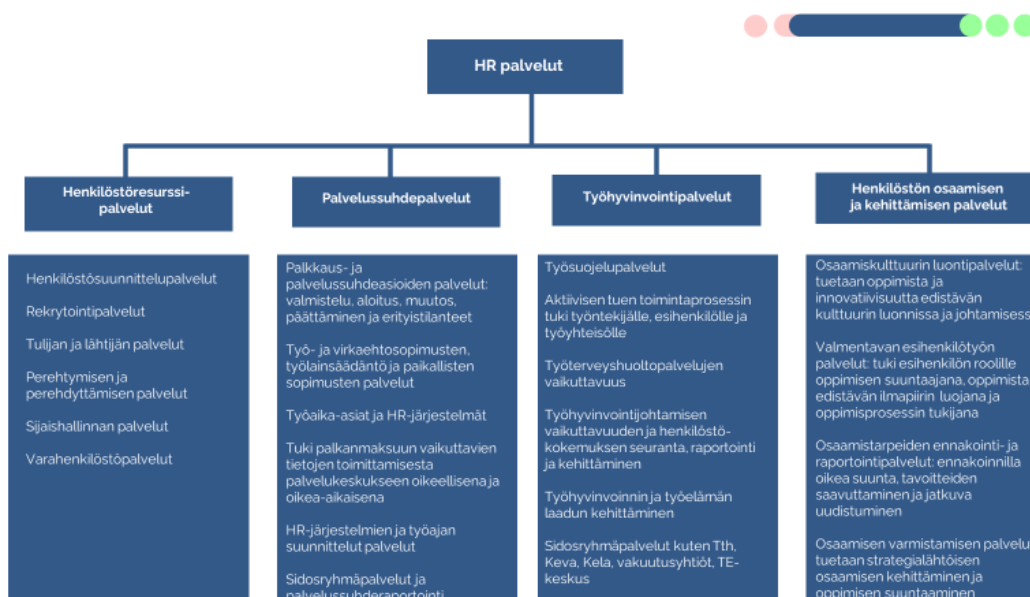 HR palvelut
Henkilöstöresurssi-
palvelut
Henkilöstösuunnittelupalvelut
Rekrytointipalvelut
Tulijan ja lähtijän palvelut
Perehtymisen ja
perehdyttämisen palvelut
Sijaishallinnan palvelut
Varahenkilöstöpalvelut
Palvelussuhdepalvelut
Palkkaus- ja
palvelussuhdeasioiden palvelut:
valmistelu, aloitus, muutos,
päättäminen ja erityistilanteet
Työ- ja virkaehtosopimusten,
työlainsäädäntö ja paikallisten
sopimusten palvelut
Työaika-asiat ja HR-järjestelmät
Tuki palkanmaksuun vaikuttavien
tietojen toimittamisesta
palvelukeskukseen oikeellisena ja
oikea-aikaisena
HR-järjestelmien ja työajan
suunnittelut palvelut
Sidosryhmäpalvelut ja
palvelussuhderaportointi
Työhyvinvointipalvelut
Työsuojelupalvelut
Aktiivisen tuen toimintaprosessin
tuki työntekijälle, esihenkilölle ja
työyhteisölle
Työterveyshuoltopalvelujen
vaikuttavuus
Työhyvinvointijohtamisen
vaikuttavuuden ja henkilöstö-
kokemuksen seuranta, raportointi
ja kehittäminen
Työhyvinvoinnin ja työelämän
laadun kehittäminen
Sidosryhmäpalvelut kuten Tth,
Keva, Kela, vakuutusyhtiöt, TE-
keskus
Henkilöstön osaamisen
ja kehittämisen palvelut
Osaamiskulttuurin luontipalvelut:
tuetaan oppimista ja
innovatiivisuutta edistävän
kulttuurin luonnissa ja johtamisess
Valmentavan esihenkilötyön
palvelut: tuki esihenkilön roolille
oppimisen suuntaajana, oppimista
edistävän ilmapiirin luojana ja
oppimisprosessin tukijana
Osaamistarpeiden ennakointi- ja
raportointipalvelut: ennakoinnilla
oikea suunta, tavoitteiden
saavuttaminen ja jatkuva
uudistuminen
Osaamisen varmistamisen palvelu
tuetaan strategialähtöisen
osaamisen kehittäminen ja
oppimisen suuntaaminen